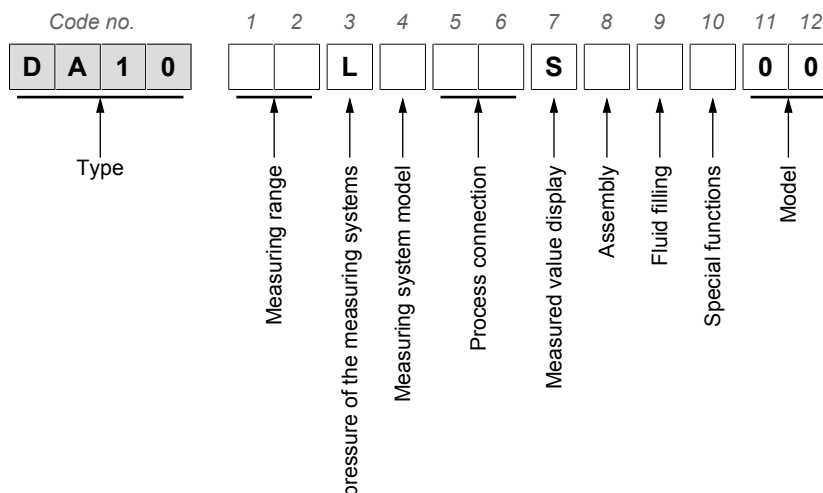 Code no. 1 2 3 4 5 6 7 8 9 10 11 12
D A 1 0 L S 0 0
Type
Measuring range
pressure of the measuring systems
Measuring system model
Process connection
Measured value display
Assembly
Fluid filling
Special functions
Model